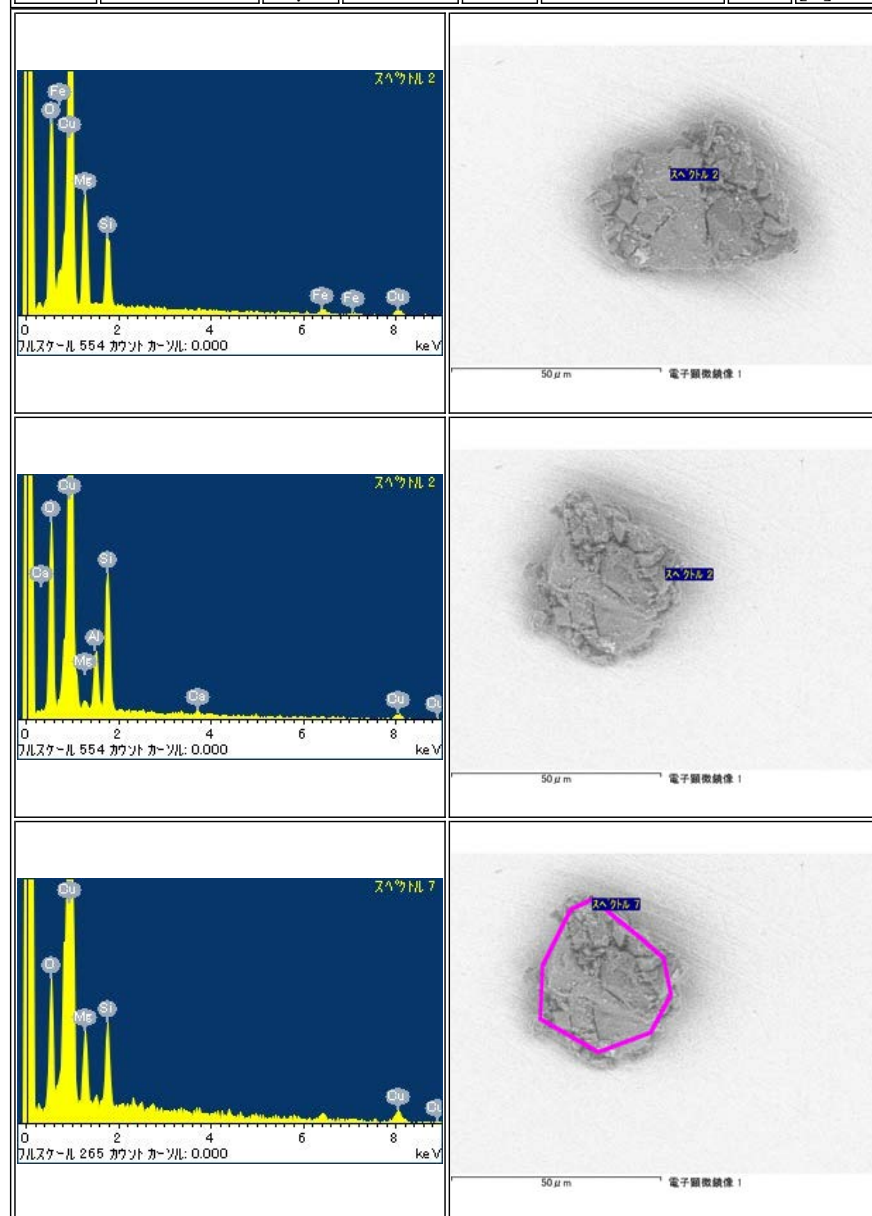 スペクトル 2
Fe
O
Cu
Mg
Si
Fe
Fe
Cu
0
2
4
6
8
フルスケール 554 カウント カーソル: 0.000
keV
スペクトル 2
50μm
電子顕微鏡像 1
スペクトル 2
Cu
O
Ca
Si
Al
Mg
Ca
Cu
0
2
4
6
8
フルスケール 554 カウント カーソル: 0.000
keV
スペクトル 2
50μm
電子顕微鏡像 1
スペクトル 7
Cu
O
Mg
Si
Cu
0
2
4
6
8
フルスケール 265 カウント カーソル: 0.000
keV
スペクトル 7
50μm
電子顕微鏡像 1